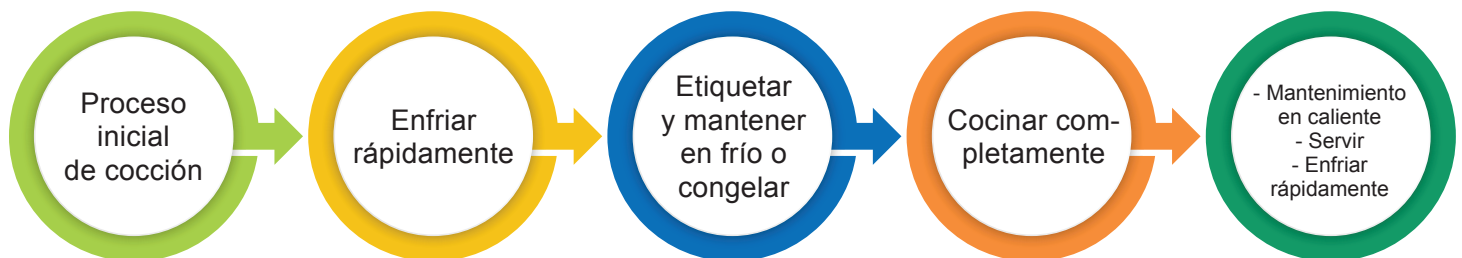 Proceso
inicial
de cocción
Enfriar
rápidamente
Etiquetar
y mantener
en frío o
congelar
Cocinar com-
pletamente
- Mantenimiento
en caliente
- Servir
- Enfriar
rápidamente